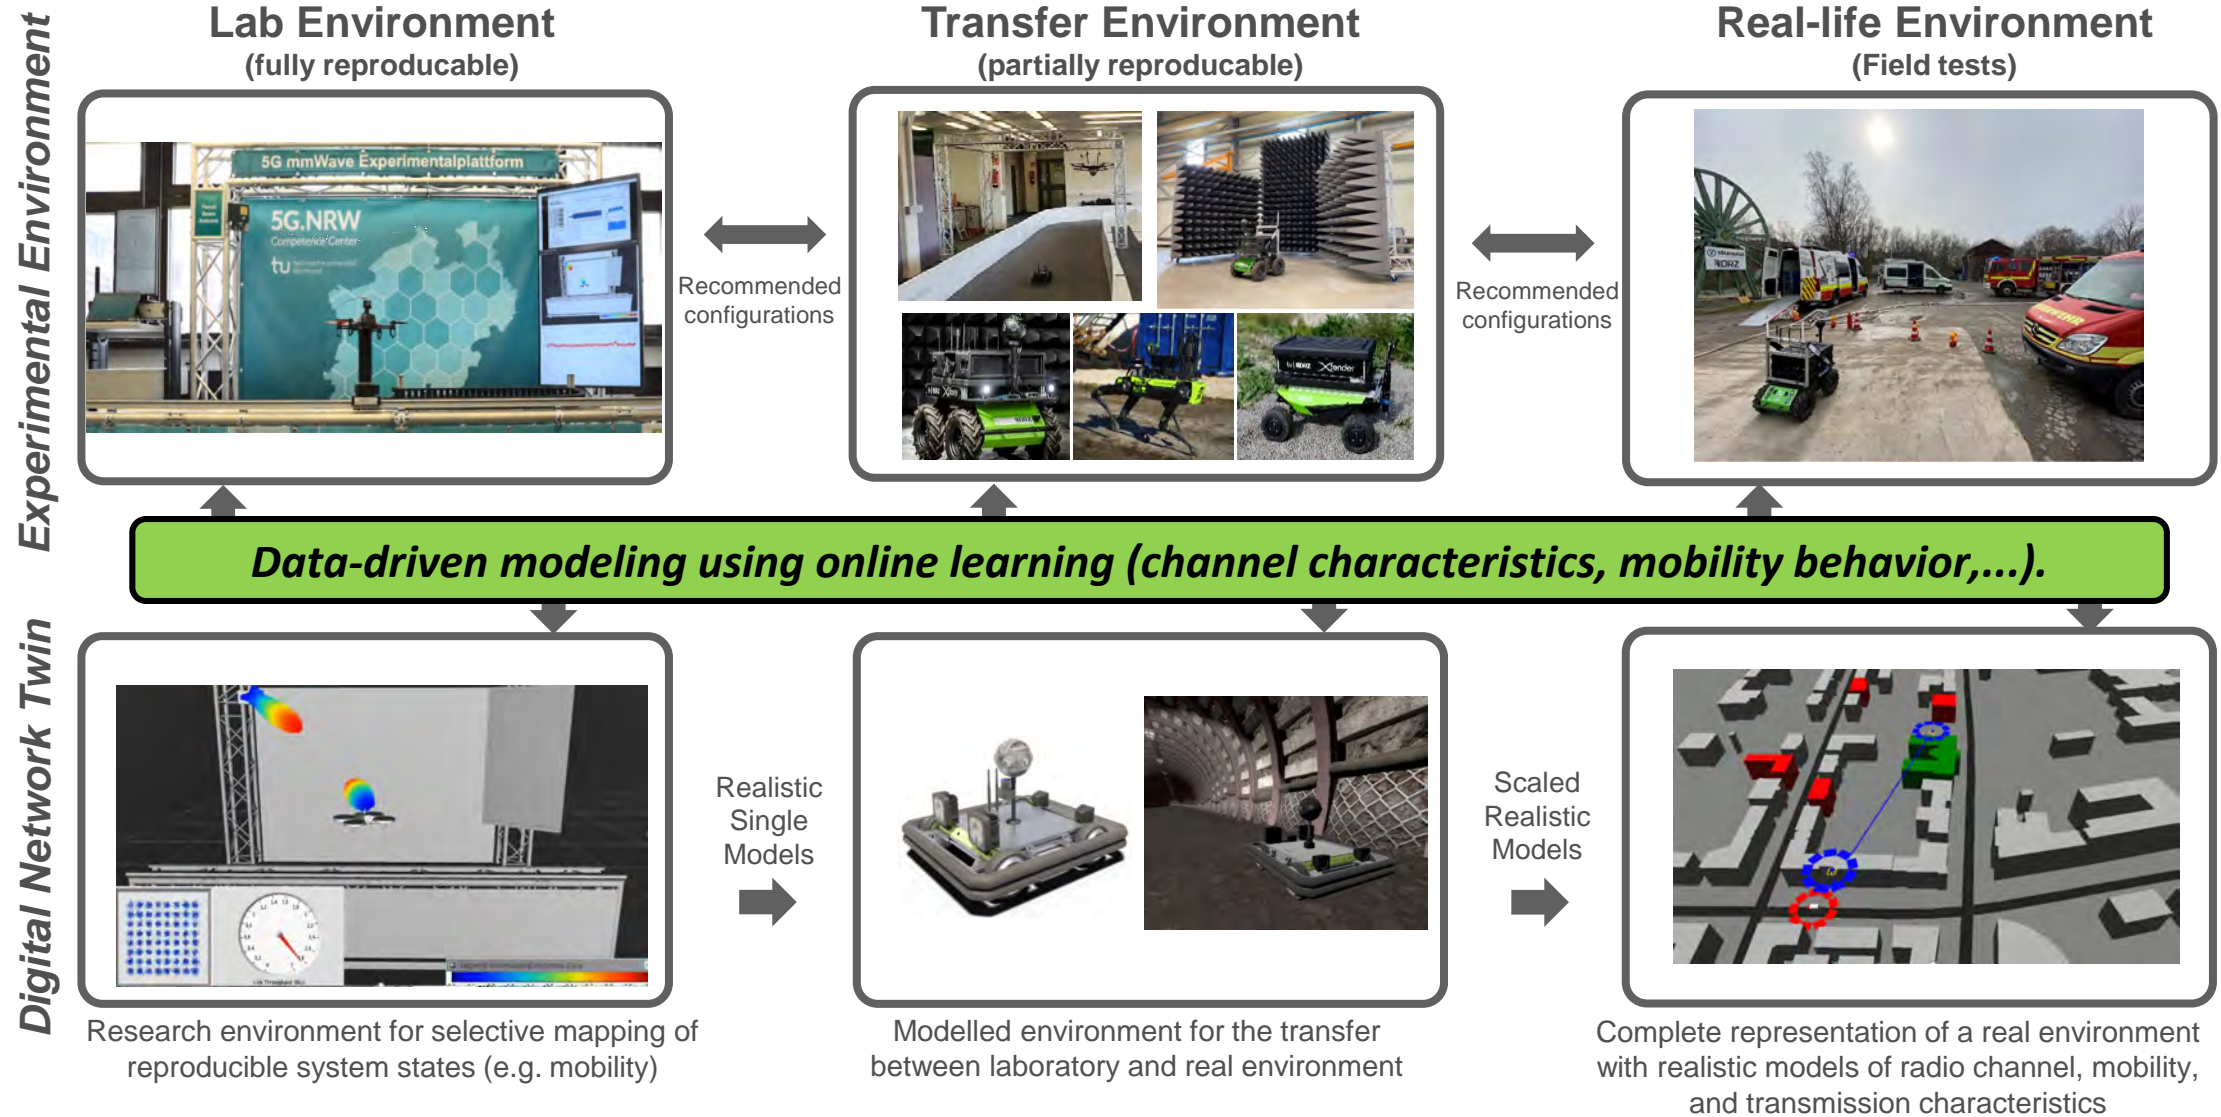 Lab Environment
(fully reproducable)
Transfer Environment
(partially reproducable)
Real-life Environment
(Field tests)
Experimental Environment
5G mmWave Experimentalplattform
5G.NRW
Competence Center
tu
Recommended
configurations
Recommended
configurations
Data-driven modeling using online learning (channel characteristics, mobility behavior,...).
Digital Network Twin
Realistic
Single
Models
Scaled
Realistic
Models
Research environment for selective mapping of
reproducible system states (e.g. mobility)
Modelled environment for the transfer
between laboratory and real environment
Complete representation of a real environment
with realistic models of radio channel, mobility,
and transmission characteristics